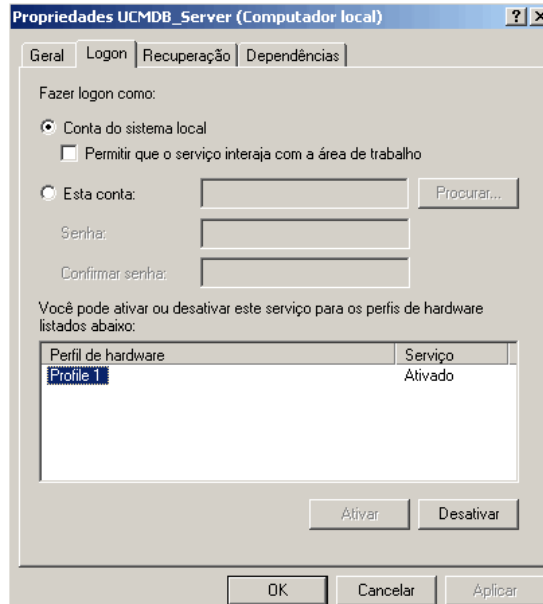 Propriedades UCMDB_Server (Computador local)
Geral Logon Recuperação Dependências
Fazer logon como:
Conta do sistema local
Permitir que o serviço interaja com a área de trabalho
Esta conta: Procurar...
Senha:
Confirmar senha:
Você pode ativar ou desativar este serviço para os perfis de hardware
listados abaixo:
Perfil de hardware Serviço
Profile 1 Ativado
Ativar Desativar
OK Cancelar Aplicar